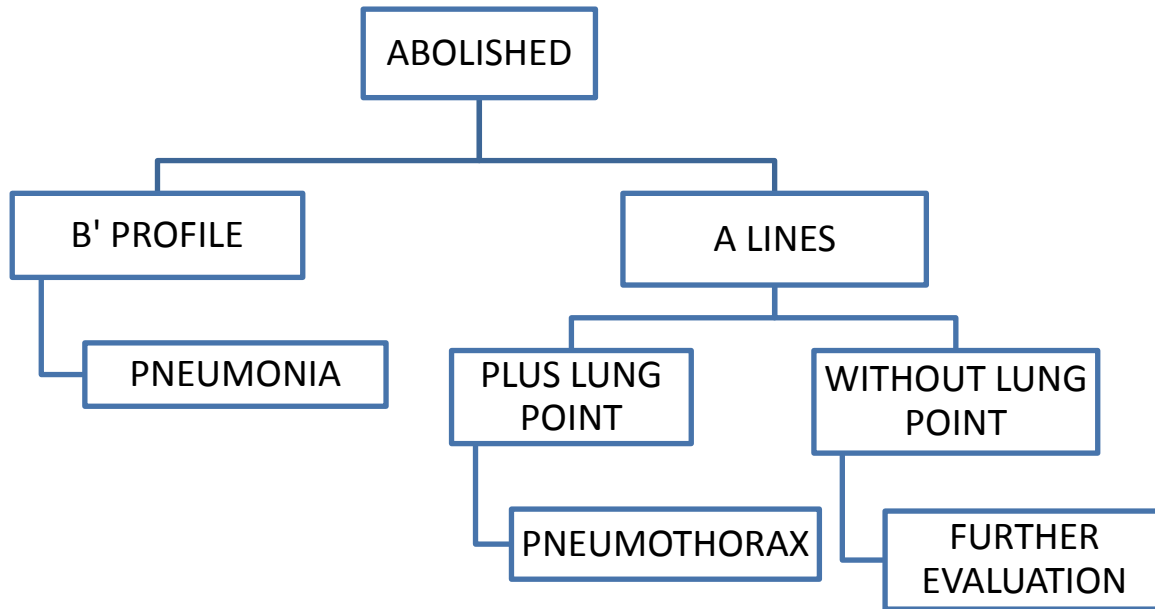 ABOLISHED
B' PROFILE
A LINES
PNEUMONIA
PLUS LUNG
POINT
WITHOUT LUNG
POINT
PNEUMOTHORAX
FURTHER
EVALUATION